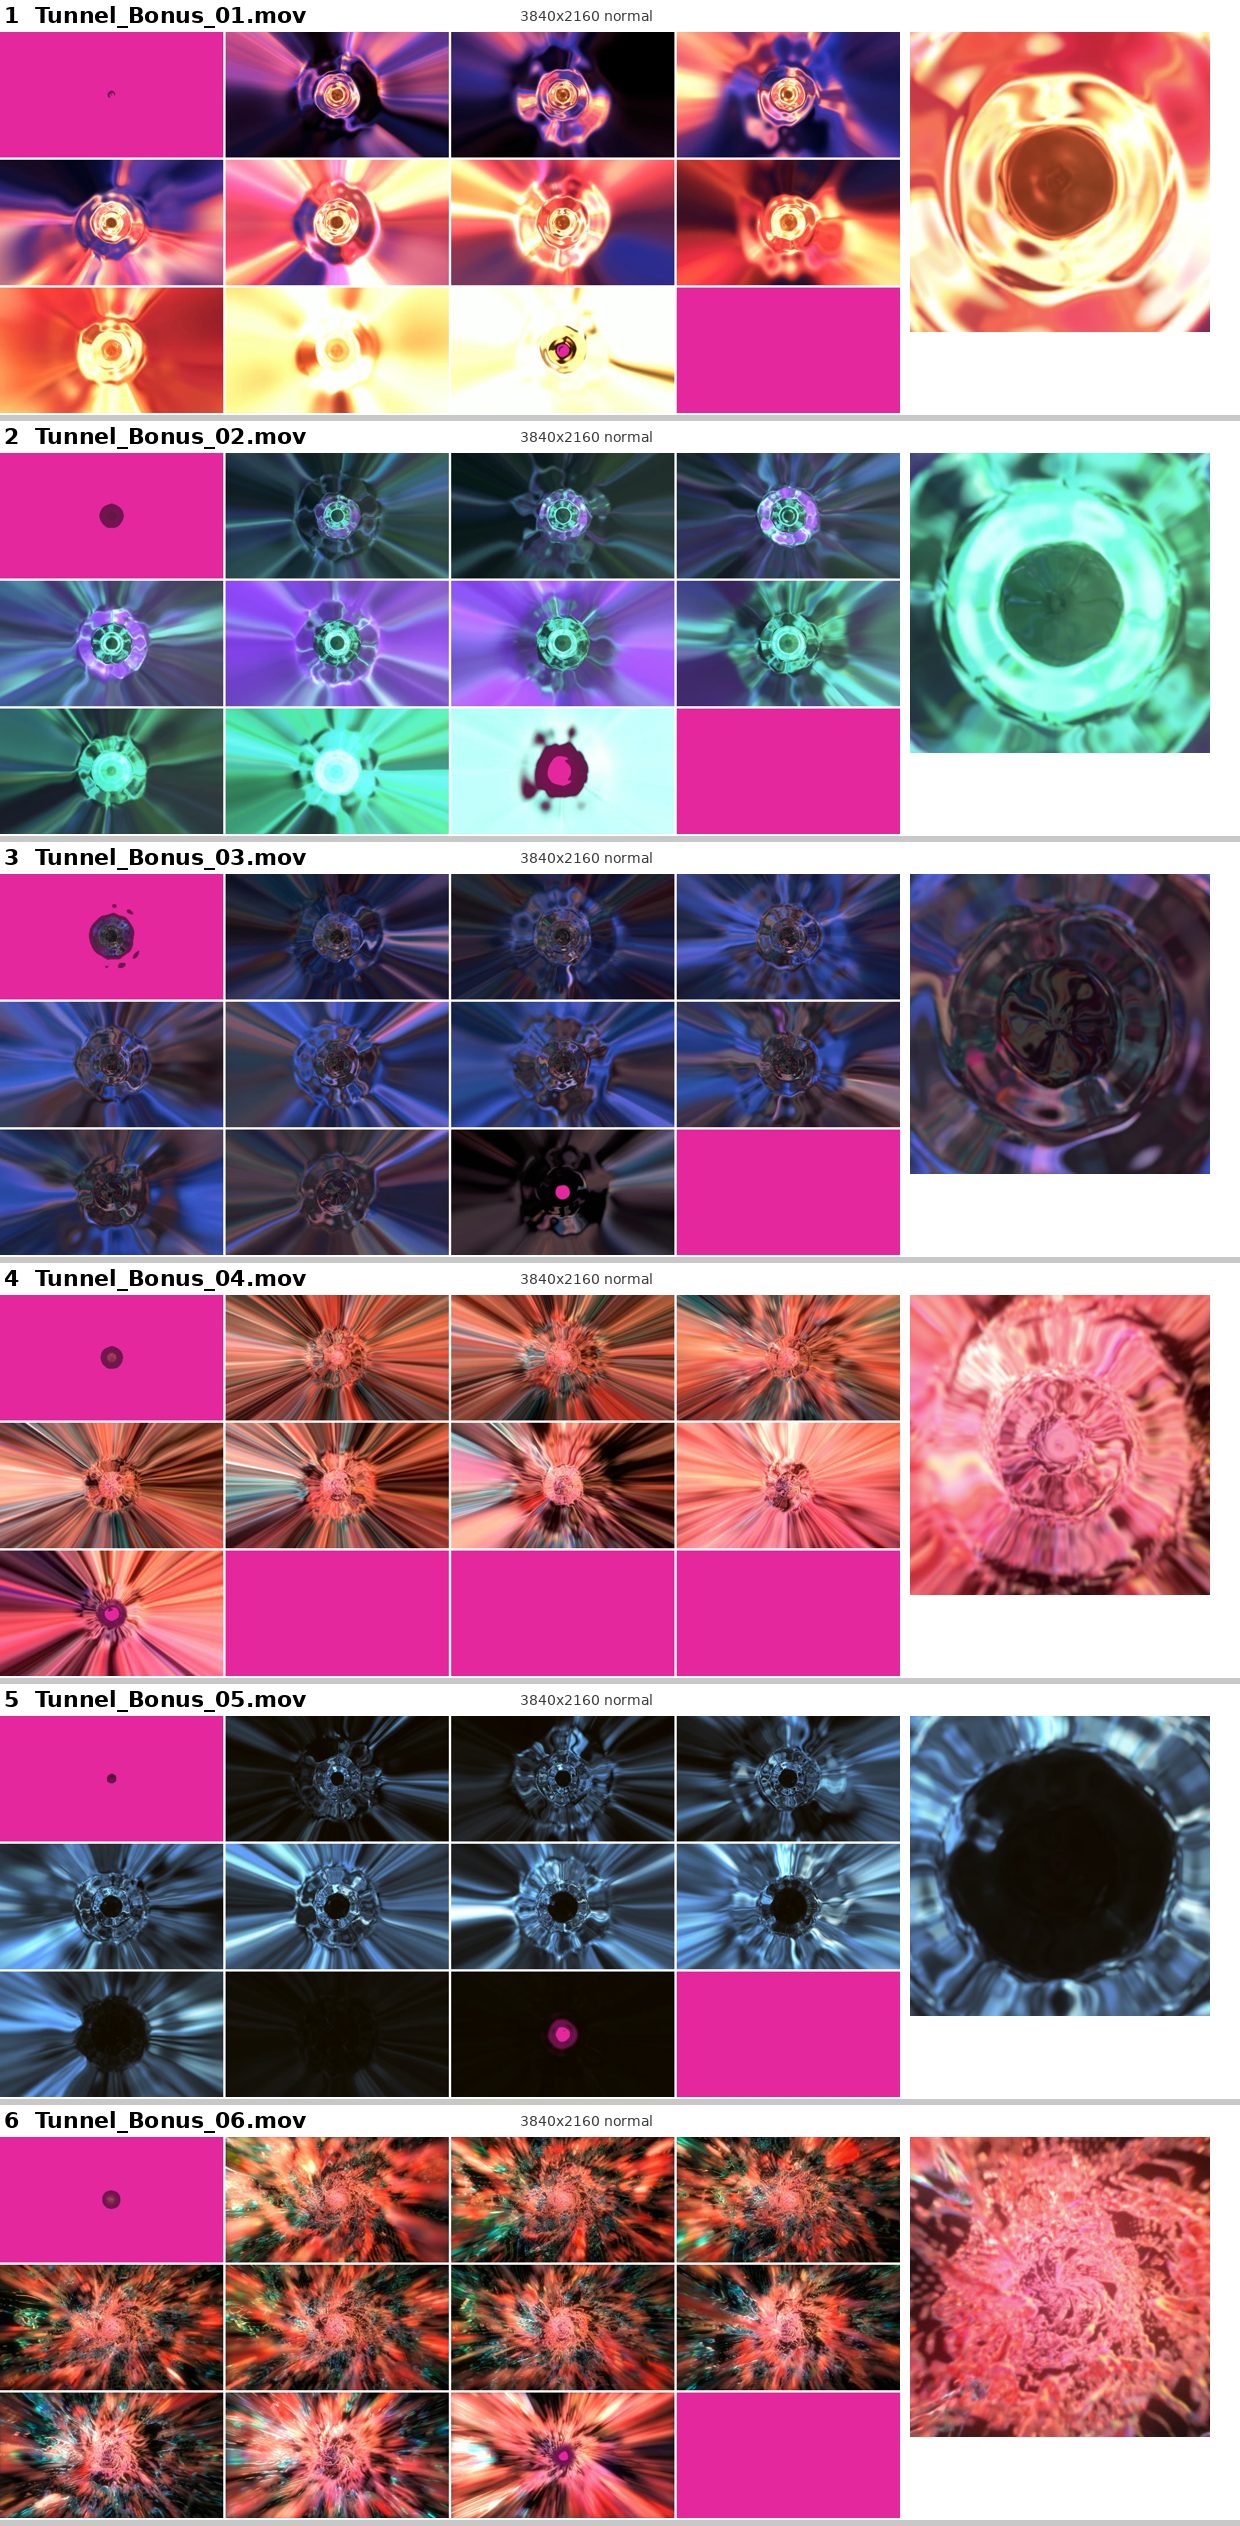 1 Tunnel_Bonus_01.mov 3840x2160 normal
2 Tunnel_Bonus_02.mov 3840x2160 normal
3 Tunnel_Bonus_03.mov 3840x2160 normal
4 Tunnel_Bonus_04.mov 3840x2160 normal
5 Tunnel_Bonus_05.mov 3840x2160 normal
6 Tunnel_Bonus_06.mov 3840x2160 normal